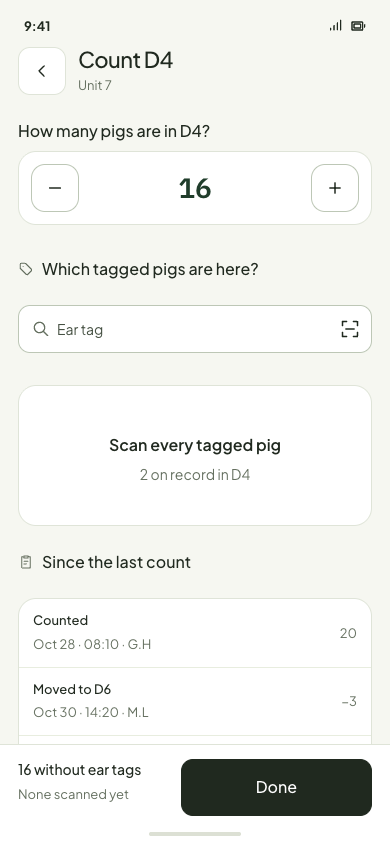 9:41
Count D4
Unit 7
How many pigs are in D4?
16
Which tagged pigs are here?
Ear tag
Scan every tagged pig
2 on record in D4
Since the last count
Counted
Oct 28 · 08:10 · G.H
20
Moved to D6
Oct 30 · 14:20 · M.L
−3
16 without ear tags
None scanned yet
Done